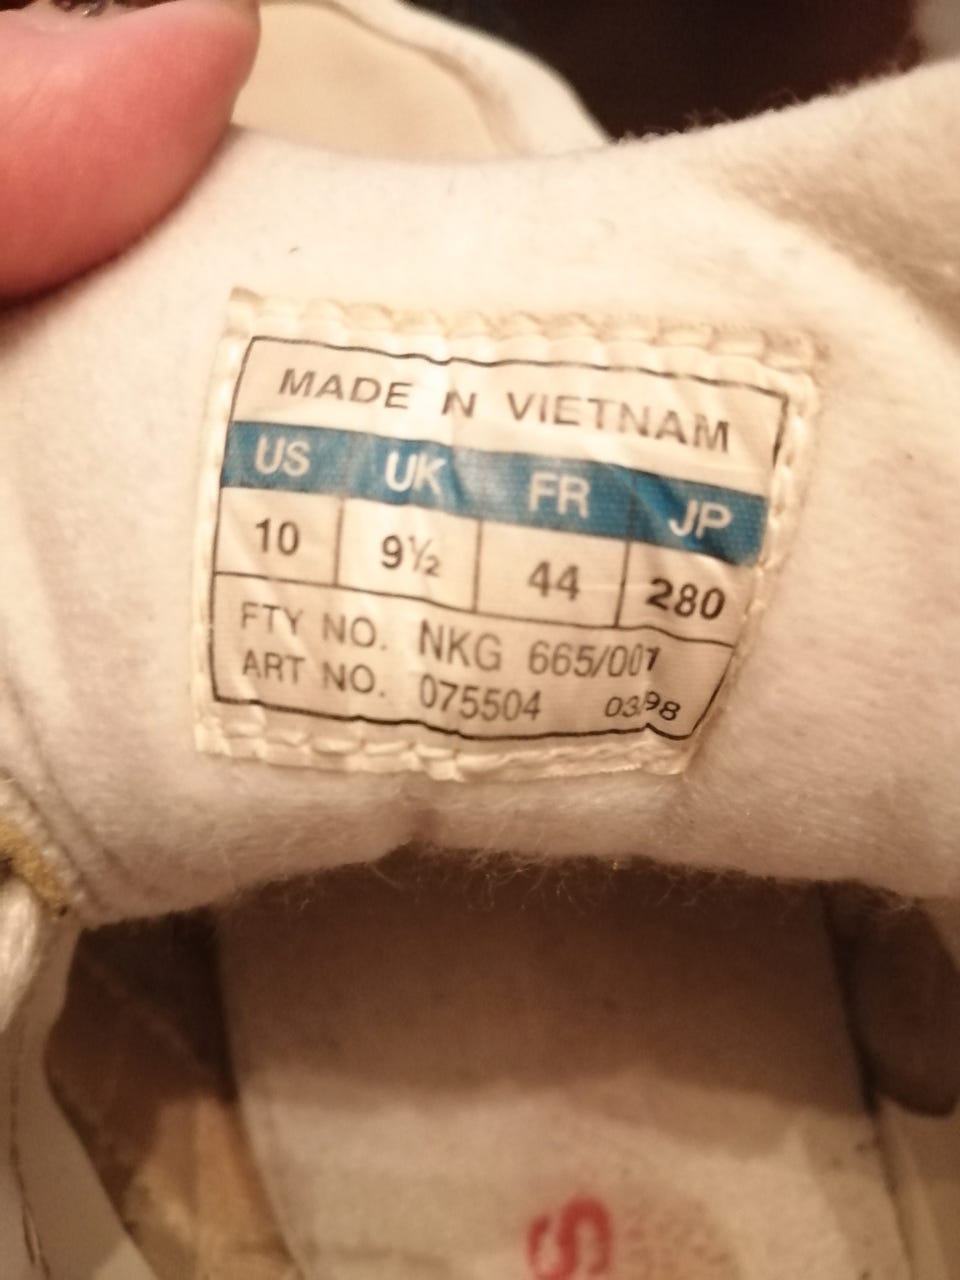 MADE IN VIETNAM
US UK FR JP
10 9½ 44 280
FTY NO. NKG 665/001
ART NO. 075504 03/98
S